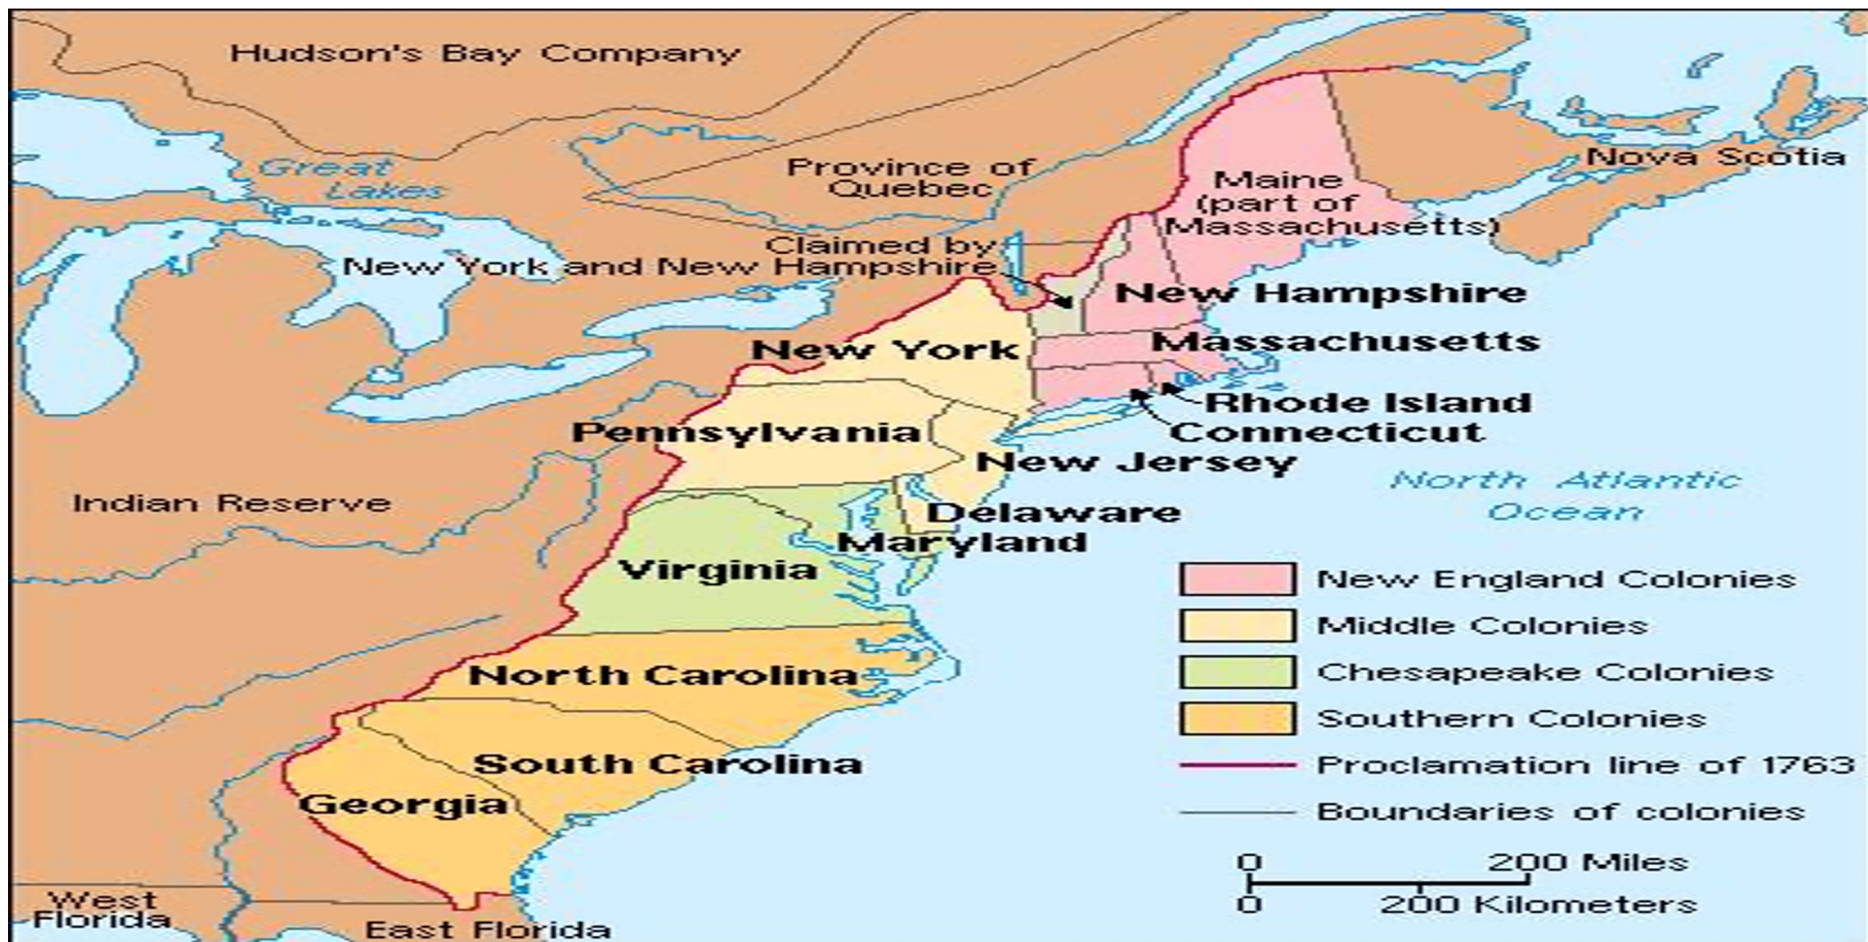 Hudson's Bay Company
Great
Lakes
Province of
Quebec
Nova Scotia
Maine
(part of
Massachusetts)
Claimed by
New York and New Hampshire
New Hampshire
New York
Massachusetts
Rhode Island
Connecticut
Pennsylvania
New Jersey
North Atlantic
Ocean
Indian Reserve
Delaware
Maryland
Virginia
New England Colonies
Middle Colonies
Chesapeake Colonies
Southern Colonies
Proclamation line of 1763
Boundaries of colonies
North Carolina
South Carolina
Georgia
0 200 Miles
0 200 Kilometers
West
Florida
East Florida